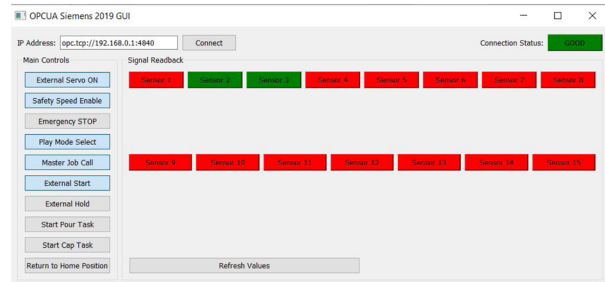 OPCUA Siemens 2019 GUI
IP Address: opc.tcp://192.168.0.1:4840 Connect Connection Status: GOOD
Main Controls Signal Readback
External Servo ON Sensor 1 Sensor 2 Sensor 3 Sensor 4 Sensor 5 Sensor 6 Sensor 7 Sensor 8
Safety Speed Enable
Emergency STOP
Play Mode Select
Master Job Call Sensor 9 Sensor 10 Sensor 11 Sensor 12 Sensor 13 Sensor 14 Sensor 15
External Start
External Hold
Start Pour Task
Start Cap Task
Return to Home Position Refresh Values